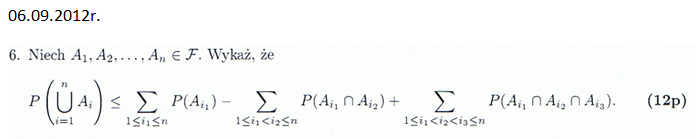 06.09.2012r.
6. Niech A₁, A₂, . . . , Aₙ ∈ ℱ. Wykaż, że
P(⋃ᵢ₌₁ⁿ Aᵢ) ≤ ∑_{1≤i₁≤n} P(A_{i₁}) − ∑_{1≤i₁<i₂≤n} P(A_{i₁} ∩ A_{i₂}) + ∑_{1≤i₁<i₂<i₃≤n} P(A_{i₁} ∩ A_{i₂} ∩ A_{i₃}). (12p)